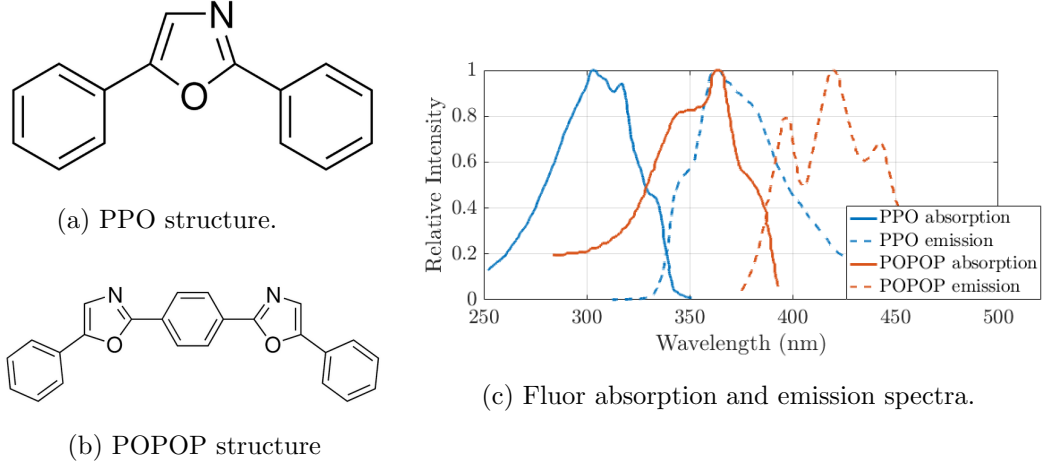 N
O
(a) PPO structure.
N
O
N
O
(b) POPOP structure
Relative Intensity
1
0.8
0.6
0.4
0.2
0
250 300 350 400 450 500
Wavelength (nm)
PPO absorption
PPO emission
POPOP absorption
POPOP emission
(c) Fluor absorption and emission spectra.